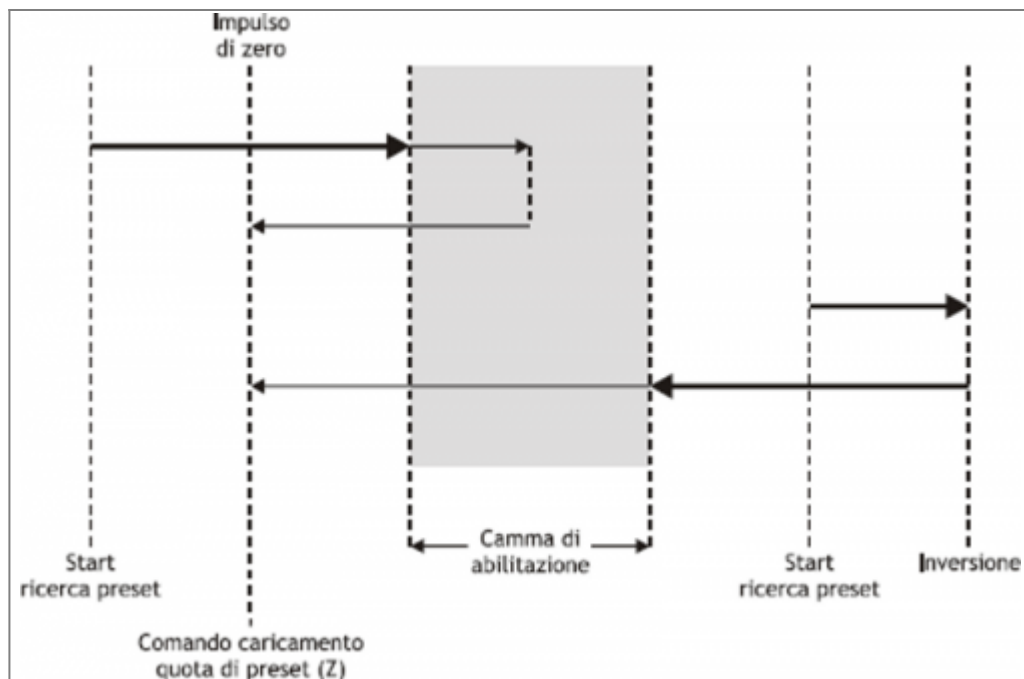 Impulso
di zero
Camma di
abilitazione
Start
ricerca preset
Start
ricerca preset
Inversione
Comando caricamento
quota di preset (Z)